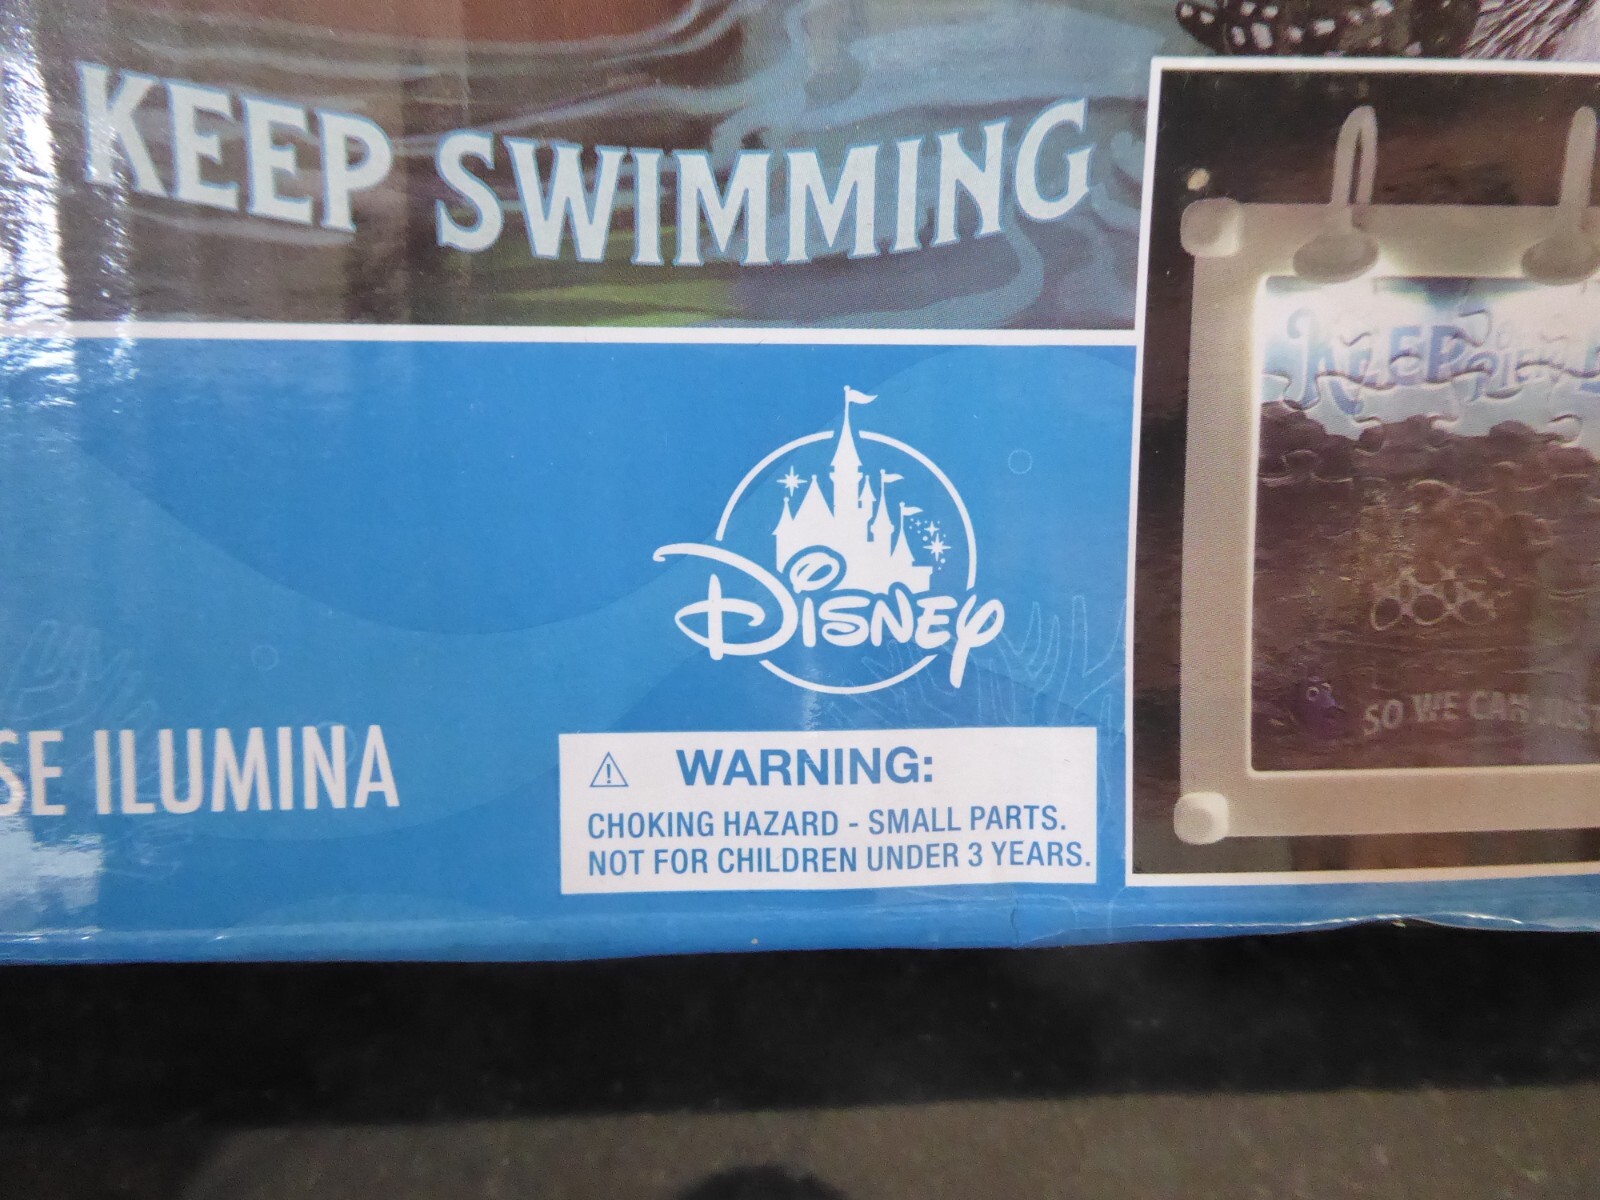 KEEP SWIMMING
KEEP
SO WE CAN JUST
DISNEY
SE ILUMINA
WARNING:
CHOKING HAZARD - SMALL PARTS.
NOT FOR CHILDREN UNDER 3 YEARS.